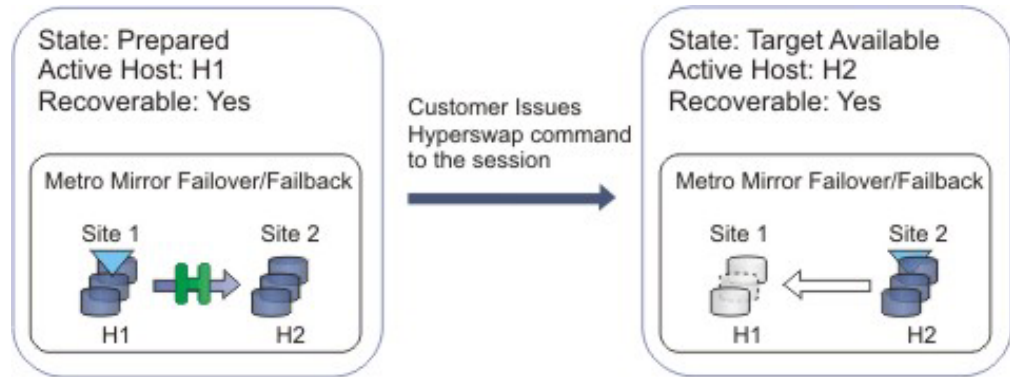 State: Prepared
Active Host: H1
Recoverable: Yes
Metro Mirror Failover/Failback
Site 1
Site 2
H1
H2
Customer Issues
Hyperswap command
to the session
State: Target Available
Active Host: H2
Recoverable: Yes
Metro Mirror Failover/Failback
Site 1
Site 2
H1
H2